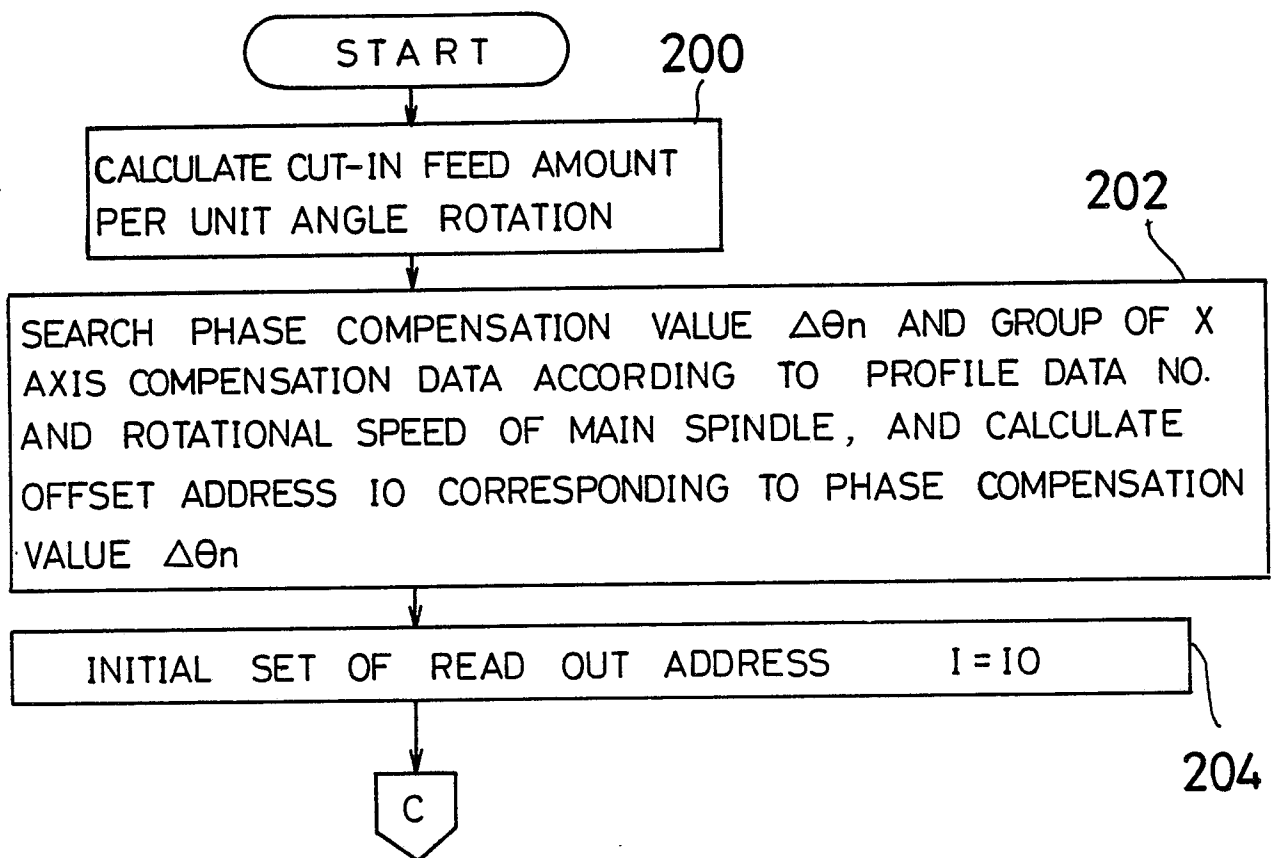 START
200
CALCULATE CUT-IN FEED AMOUNT
PER UNIT ANGLE ROTATION
202
SEARCH PHASE COMPENSATION VALUE Δθn AND GROUP OF X
AXIS COMPENSATION DATA ACCORDING TO PROFILE DATA NO.
AND ROTATIONAL SPEED OF MAIN SPINDLE, AND CALCULATE
OFFSET ADDRESS IO CORRESPONDING TO PHASE COMPENSATION
VALUE Δθn
INITIAL SET OF READ OUT ADDRESS I = IO
204
C